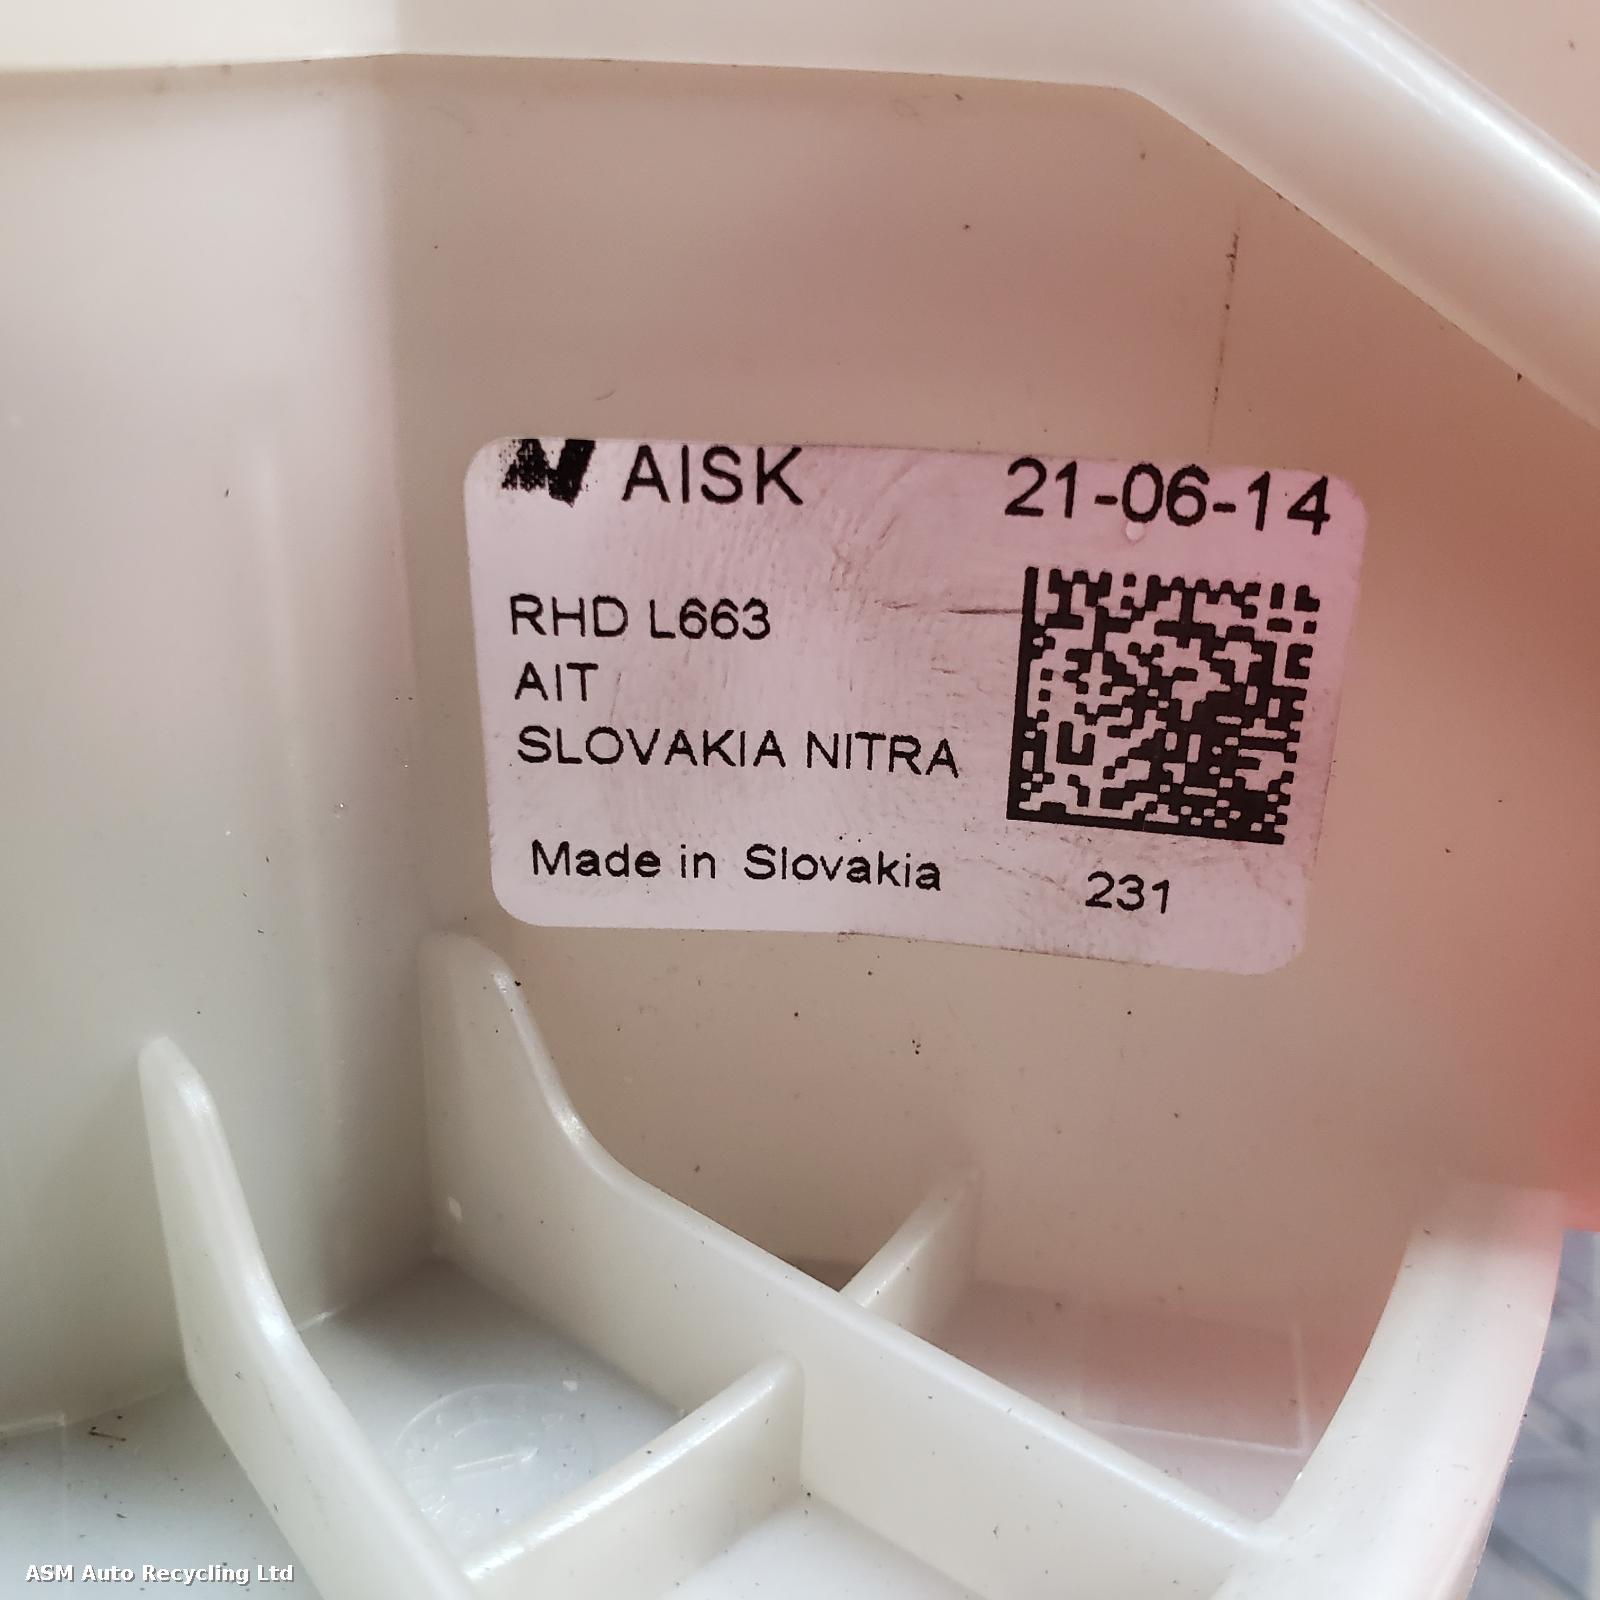 AISK 21-06-14
RHD L663
AIT
SLOVAKIA NITRA
Made in Slovakia 231
ASM Auto Recycling Ltd